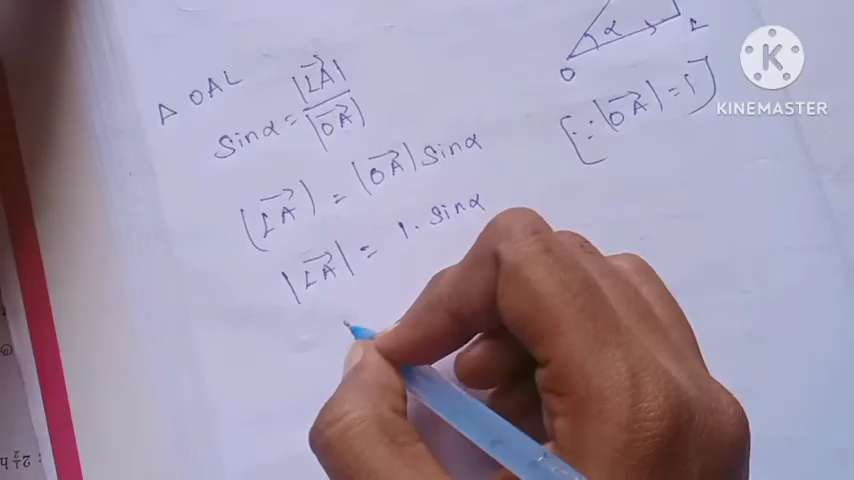 Δ OAL
Sinα = |LA| / |OA|
|LA| = |OA| Sinα
|LA| = 1 . Sinα
[∵ |OA| = 1]
α
O
L
K
KINEMASTER